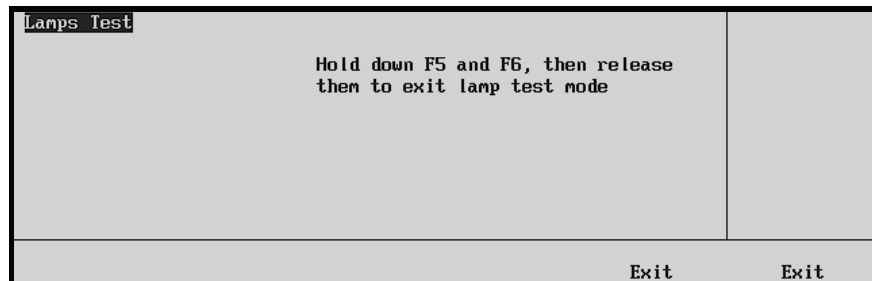 Lamps Test
Hold down F5 and F6, then release
them to exit lamp test mode
Exit Exit